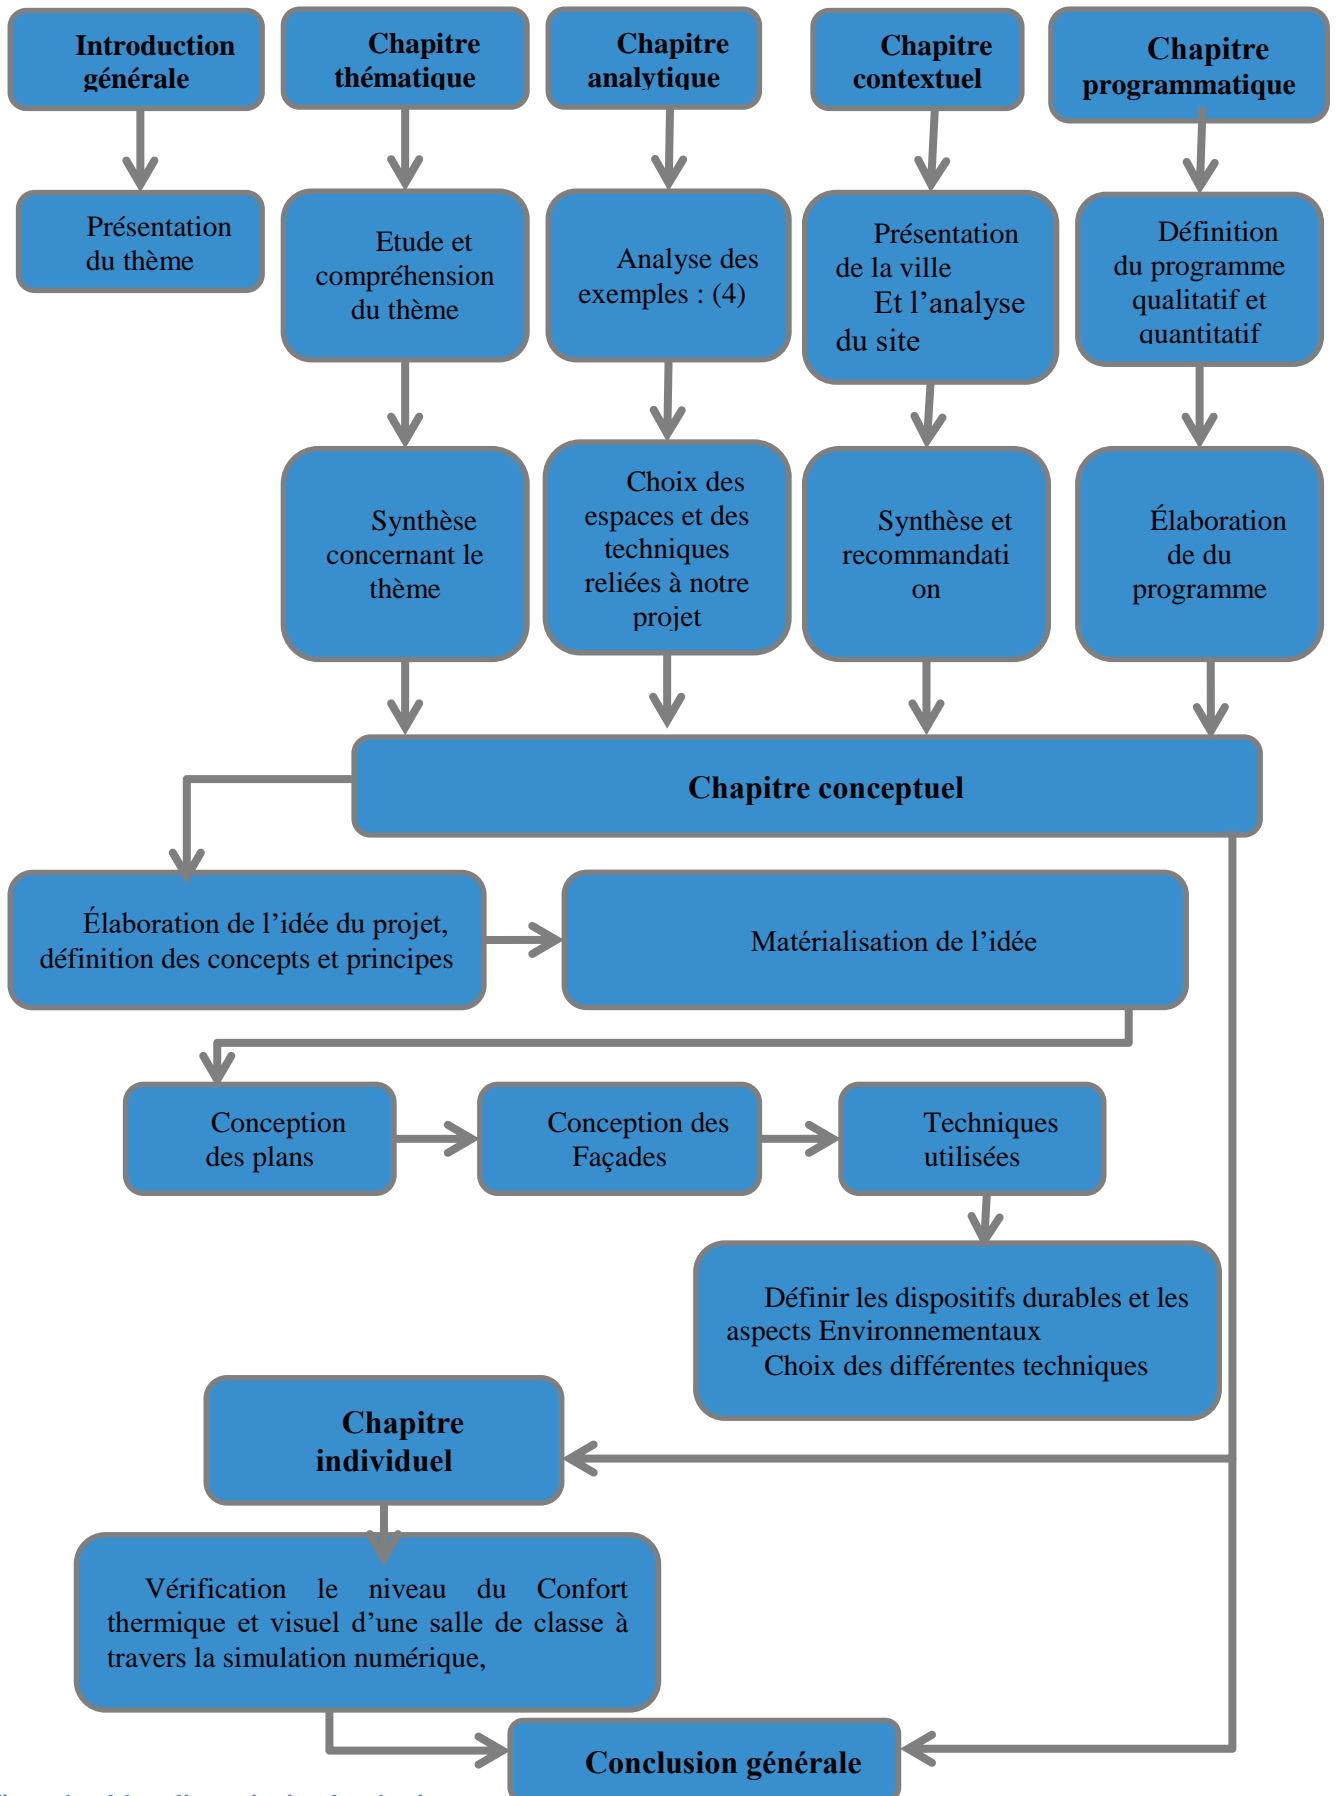 Introduction
générale
Chapitre
thématique
Chapitre
analytique
Chapitre
contextuel
Chapitre
programmatique
Présentation
du thème
Etude et
compréhension
du thème
Analyse des
exemples : (4)
Présentation
de la ville
Et l’analyse
du site
Définition
du programme
qualitatif et
quantitatif
Synthèse
concernant le
thème
Choix des
espaces et des
techniques
reliées à notre
projet
Synthèse et
recommandati
on
Élaboration
de du
programme
Chapitre conceptuel
Élaboration de l’idée du projet,
définition des concepts et principes
Matérialisation de l’idée
Conception
des plans
Conception des
Façades
Techniques
utilisées
Définir les dispositifs durables et les
aspects Environnementaux
Choix des différentes techniques
Chapitre
individuel
Vérification le niveau du Confort
thermique et visuel d’une salle de classe à
travers la simulation numérique,
Conclusion générale